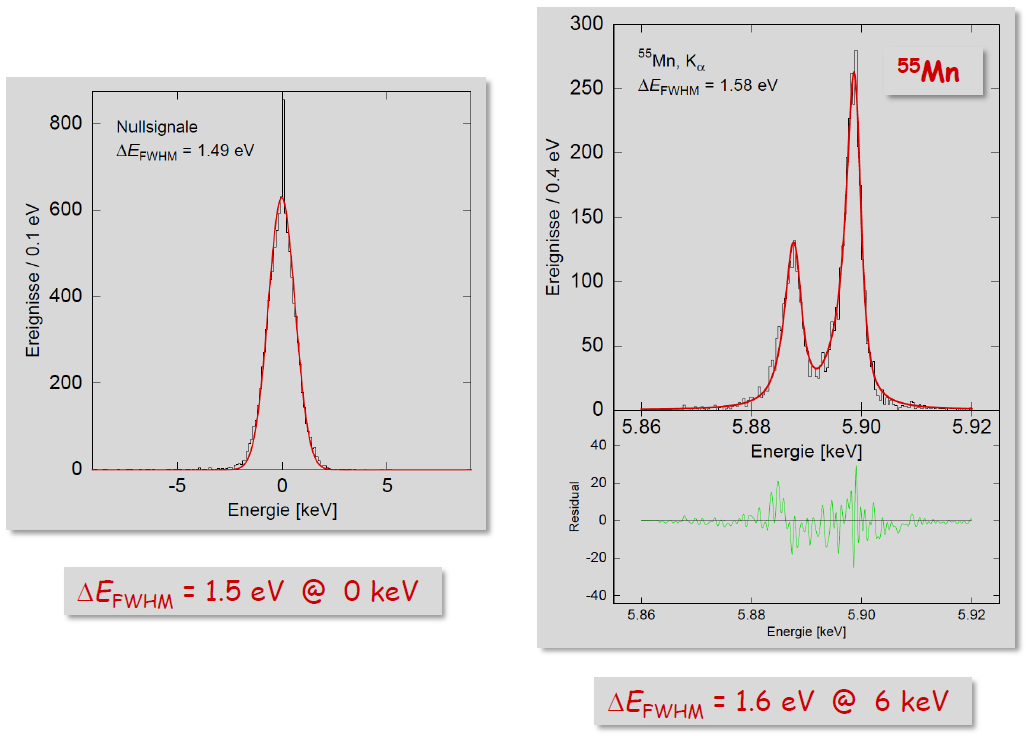 Nullsignale
ΔE_FWHM = 1.49 eV
800
600
400
200
0
Ereignisse / 0.1 eV
-5 0 5
Energie [keV]
ΔE_FWHM = 1.5 eV @ 0 keV
⁵⁵Mn, K_α
ΔE_FWHM = 1.58 eV
⁵⁵Mn
300
250
200
150
100
50
0
Ereignisse / 0.4 eV
5.86 5.88 5.90 5.92
Energie [keV]
40
20
0
-20
-40
Residual
5.86 5.88 5.90 5.92
Energie [keV]
ΔE_FWHM = 1.6 eV @ 6 keV